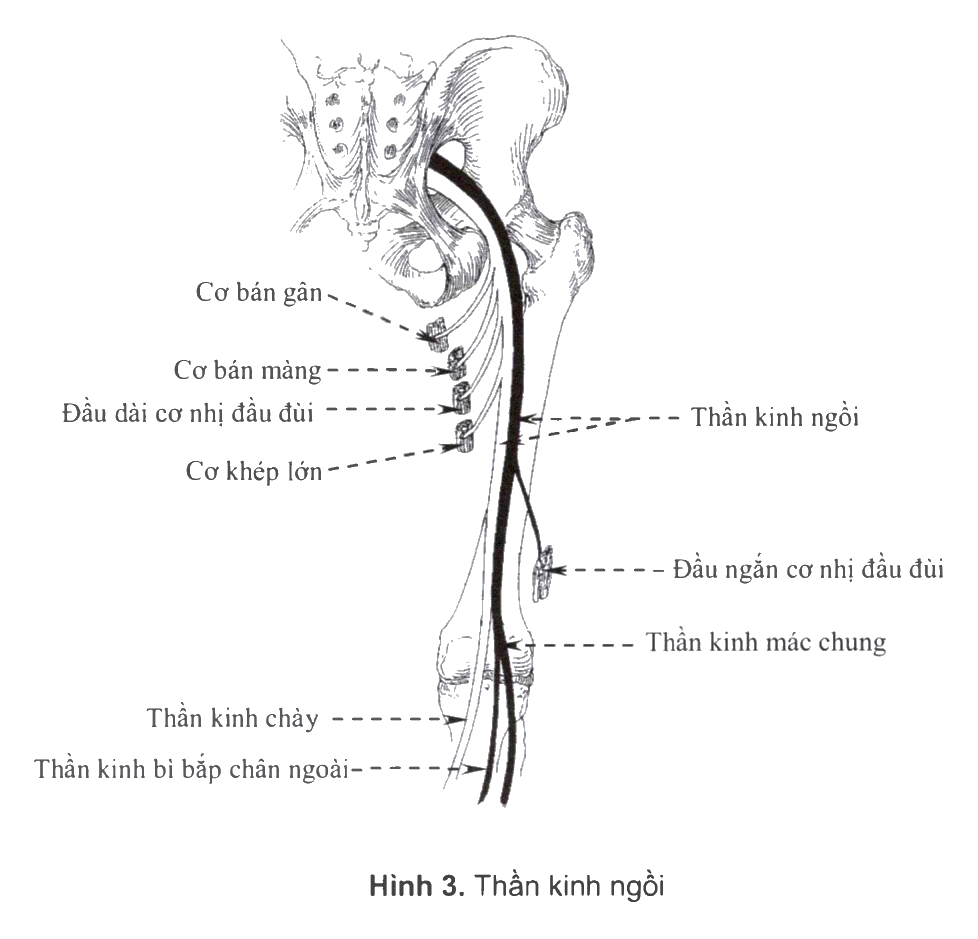 Cơ bán gân
Cơ bán màng
Đầu dài cơ nhị đầu đùi
Thần kinh ngồi
Cơ khép lớn
Đầu ngắn cơ nhị đầu đùi
Thần kinh mác chung
Thần kinh chày
Thần kinh bì bắp chân ngoài
Hình 3. Thần kinh ngồi